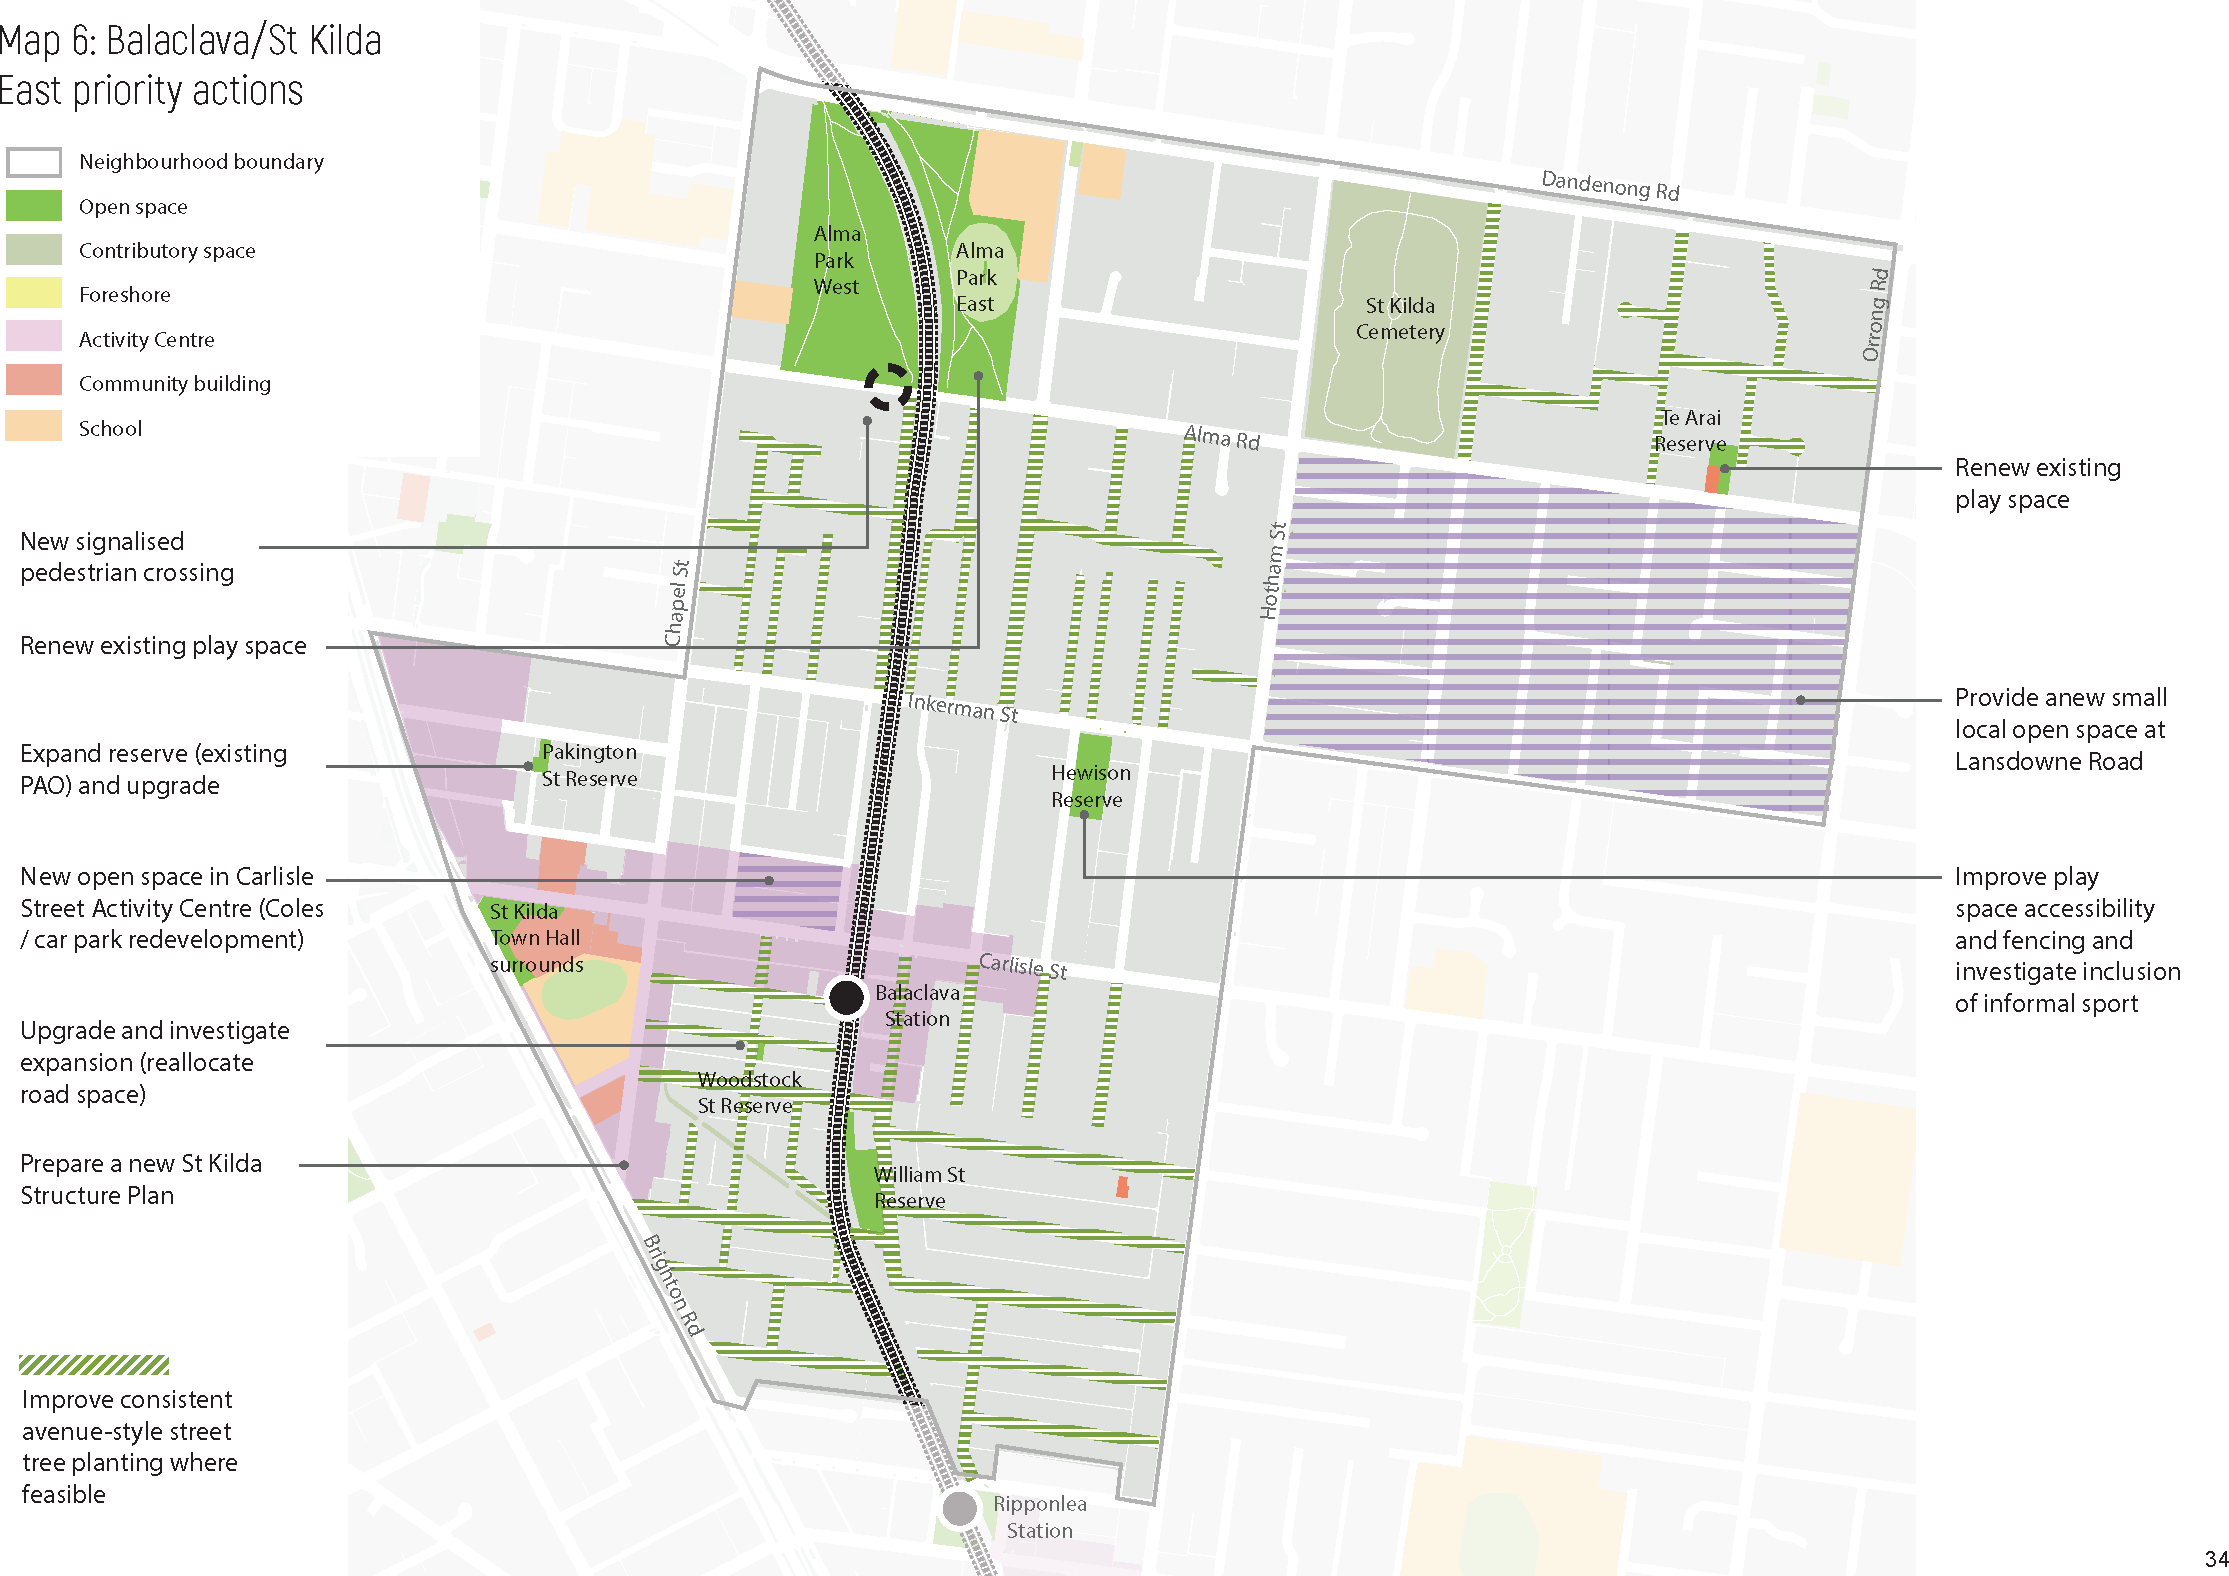 Map 6: Balaclava/St Kilda
East priority actions
Neighbourhood boundary
Open space
Contributory space
Foreshore
Activity Centre
Community building
School
New signalised
pedestrian crossing
Renew existing play space
Expand reserve (existing
PAO) and upgrade
New open space in Carlisle
Street Activity Centre (Coles
/ car park redevelopment)
Upgrade and investigate
expansion (reallocate
road space)
Prepare a new St Kilda
Structure Plan
Improve consistent
avenue-style street
tree planting where
feasible
Alma
Park
West
Alma
Park
East
St Kilda
Cemetery
Dandenong Rd
Orrong Rd
Te Arai
Reserve
Alma Rd
Hotham St
Chapel St
Inkerman St
Pakington
St Reserve
Hewison
Reserve
St Kilda
Town Hall
surrounds
Carlisle St
Balaclava
Station
Woodstock
St Reserve
William St
Reserve
Brighton Rd
Ripponlea
Station
Renew existing
play space
Provide anew small
local open space at
Lansdowne Road
Improve play
space accessibility
and fencing and
investigate inclusion
of informal sport
34